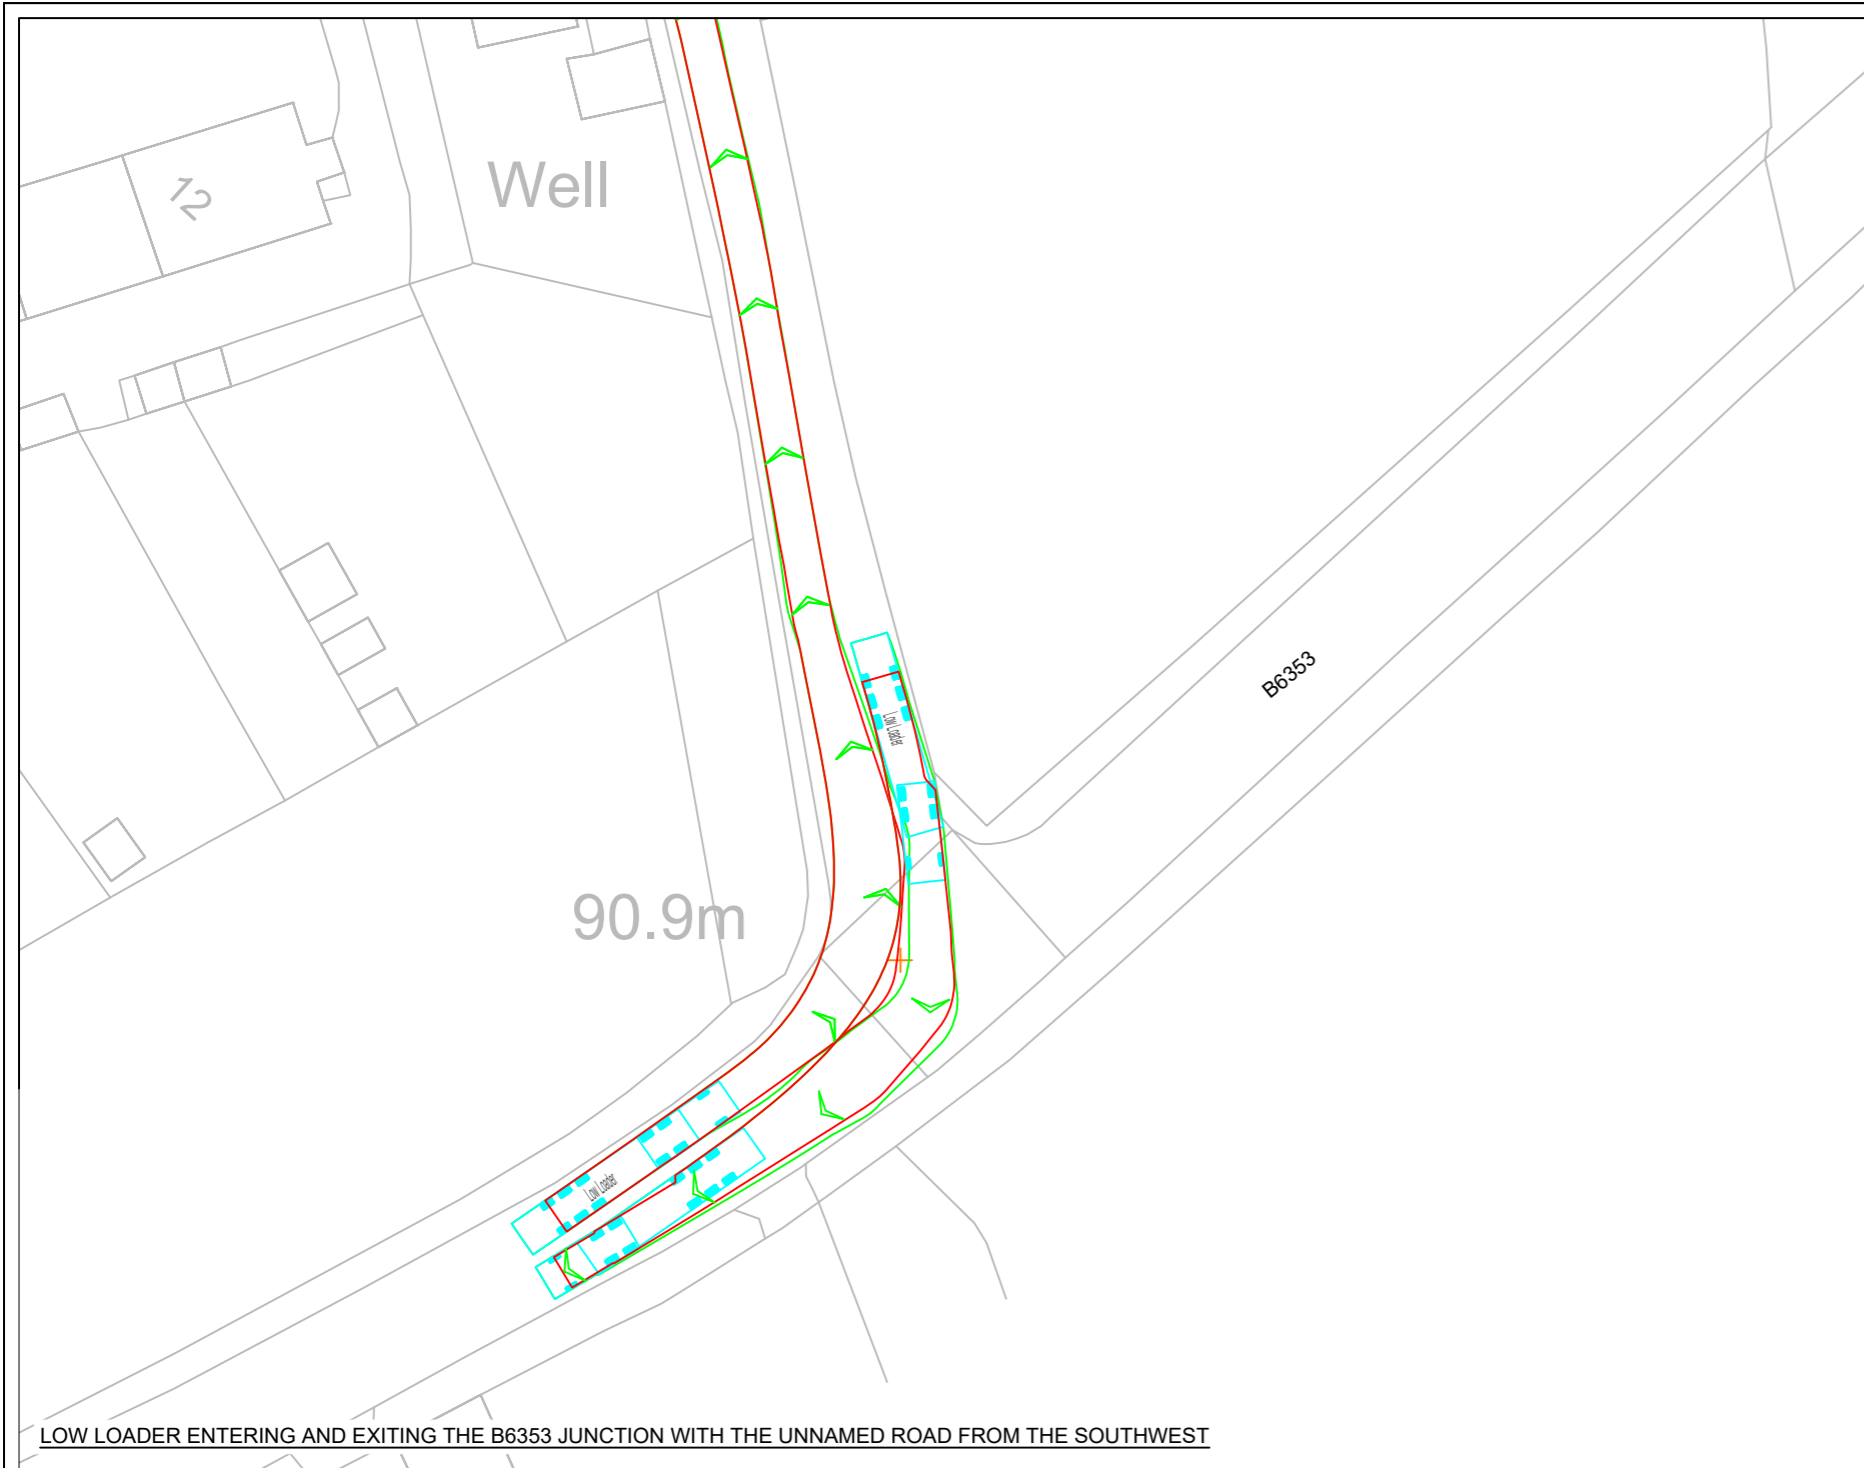 12
Well
B6353
Low Loader
90.9m
Low Loader
LOW LOADER ENTERING AND EXITING THE B6353 JUNCTION WITH THE UNNAMED ROAD FROM THE SOUTHWEST